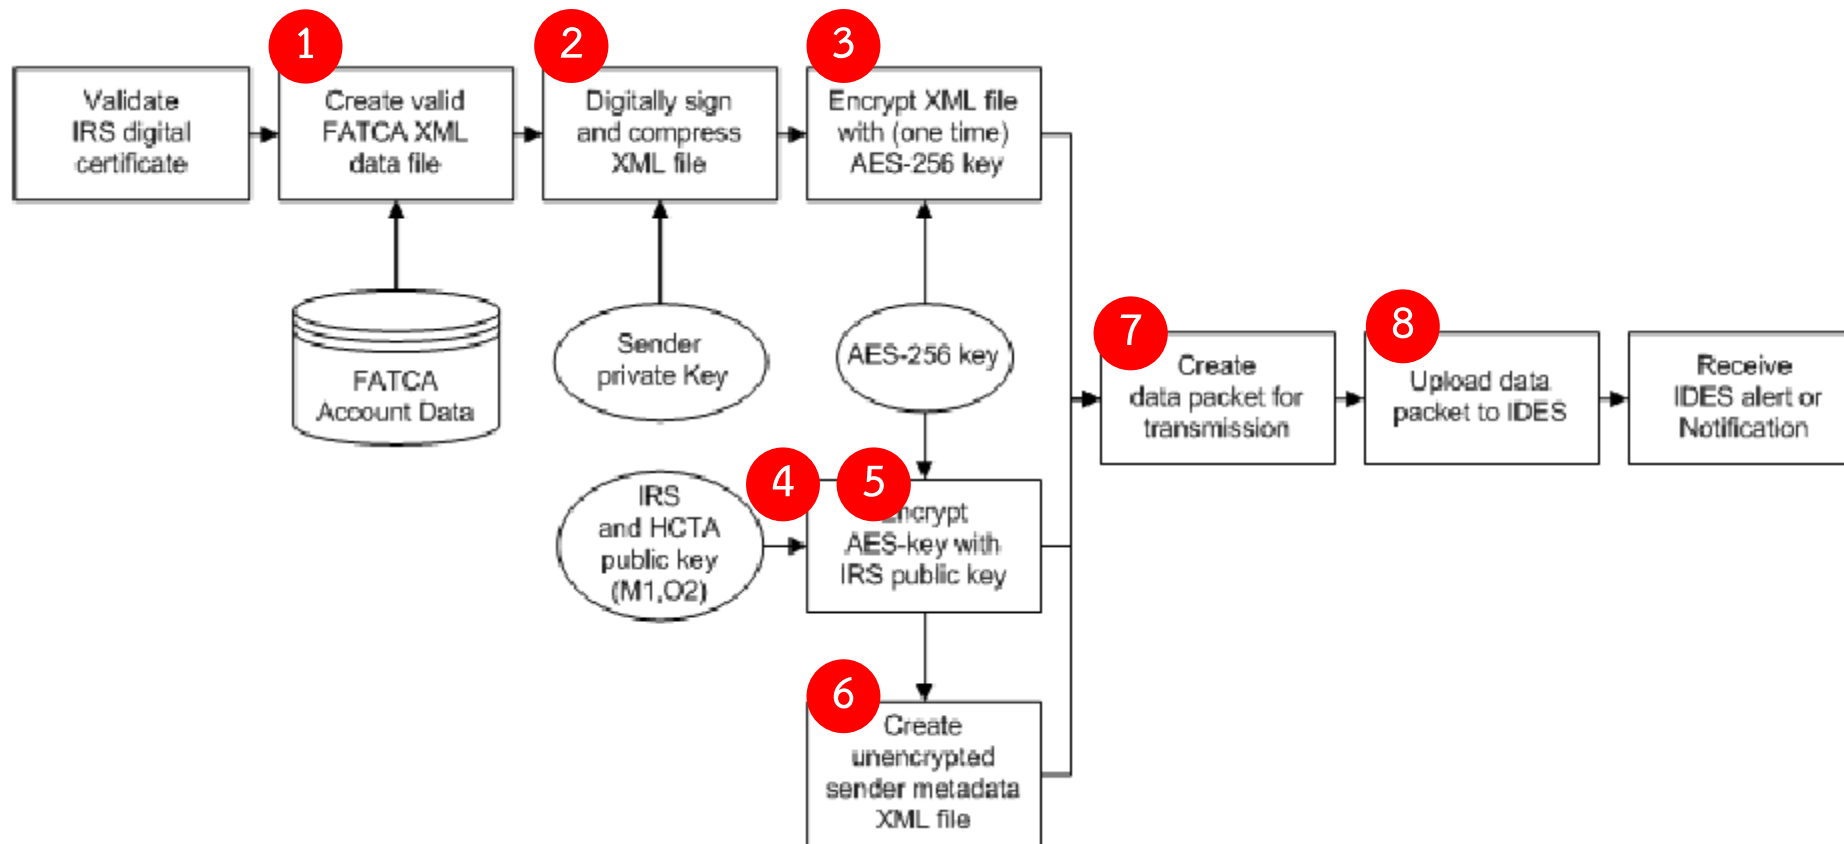 1
2
3
Validate
IRS digital
certificate
Create valid
FATCA XML
data file
Digitally sign
and compress
XML file
Encrypt XML file
with (one time)
AES-256 key
FATCA
Account Data
Sender
private Key
AES-256 key
7
8
Create
data packet for
transmission
Upload data
packet to IDES
Receive
IDES alert or
Notification
4
5
IRS
and HCTA
public key
(M1,O2)
Encrypt
AES-key with
IRS public key
6
Create
unencrypted
sender metadata
XML file